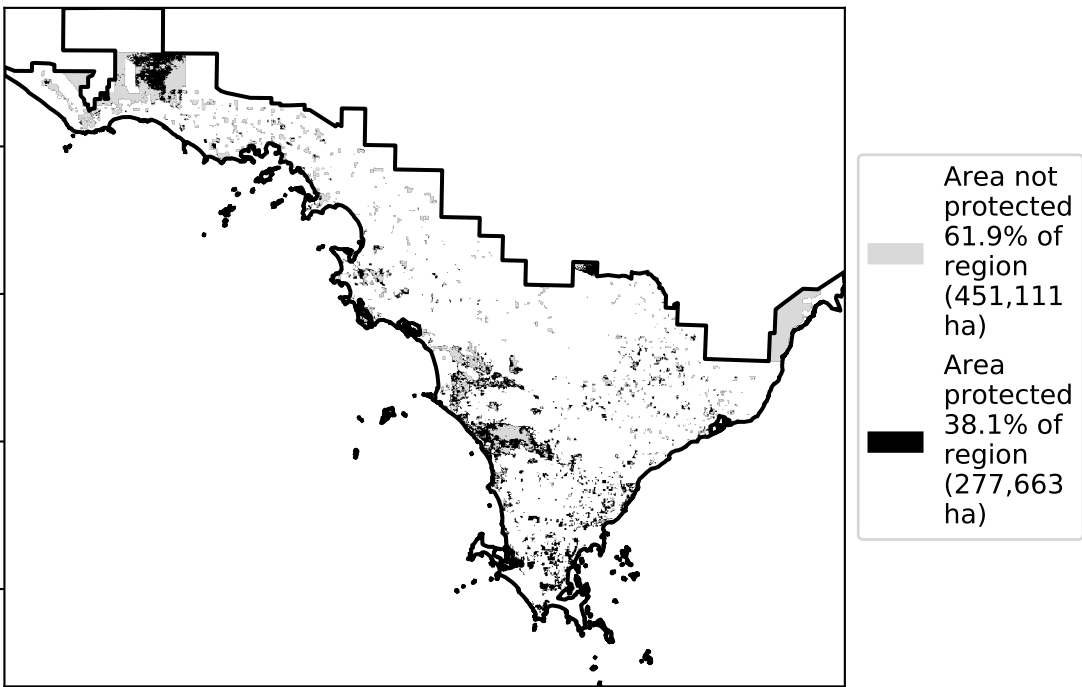 Area not
protected
61.9% of
region
(451,111
ha)
Area
protected
38.1% of
region
(277,663
ha)